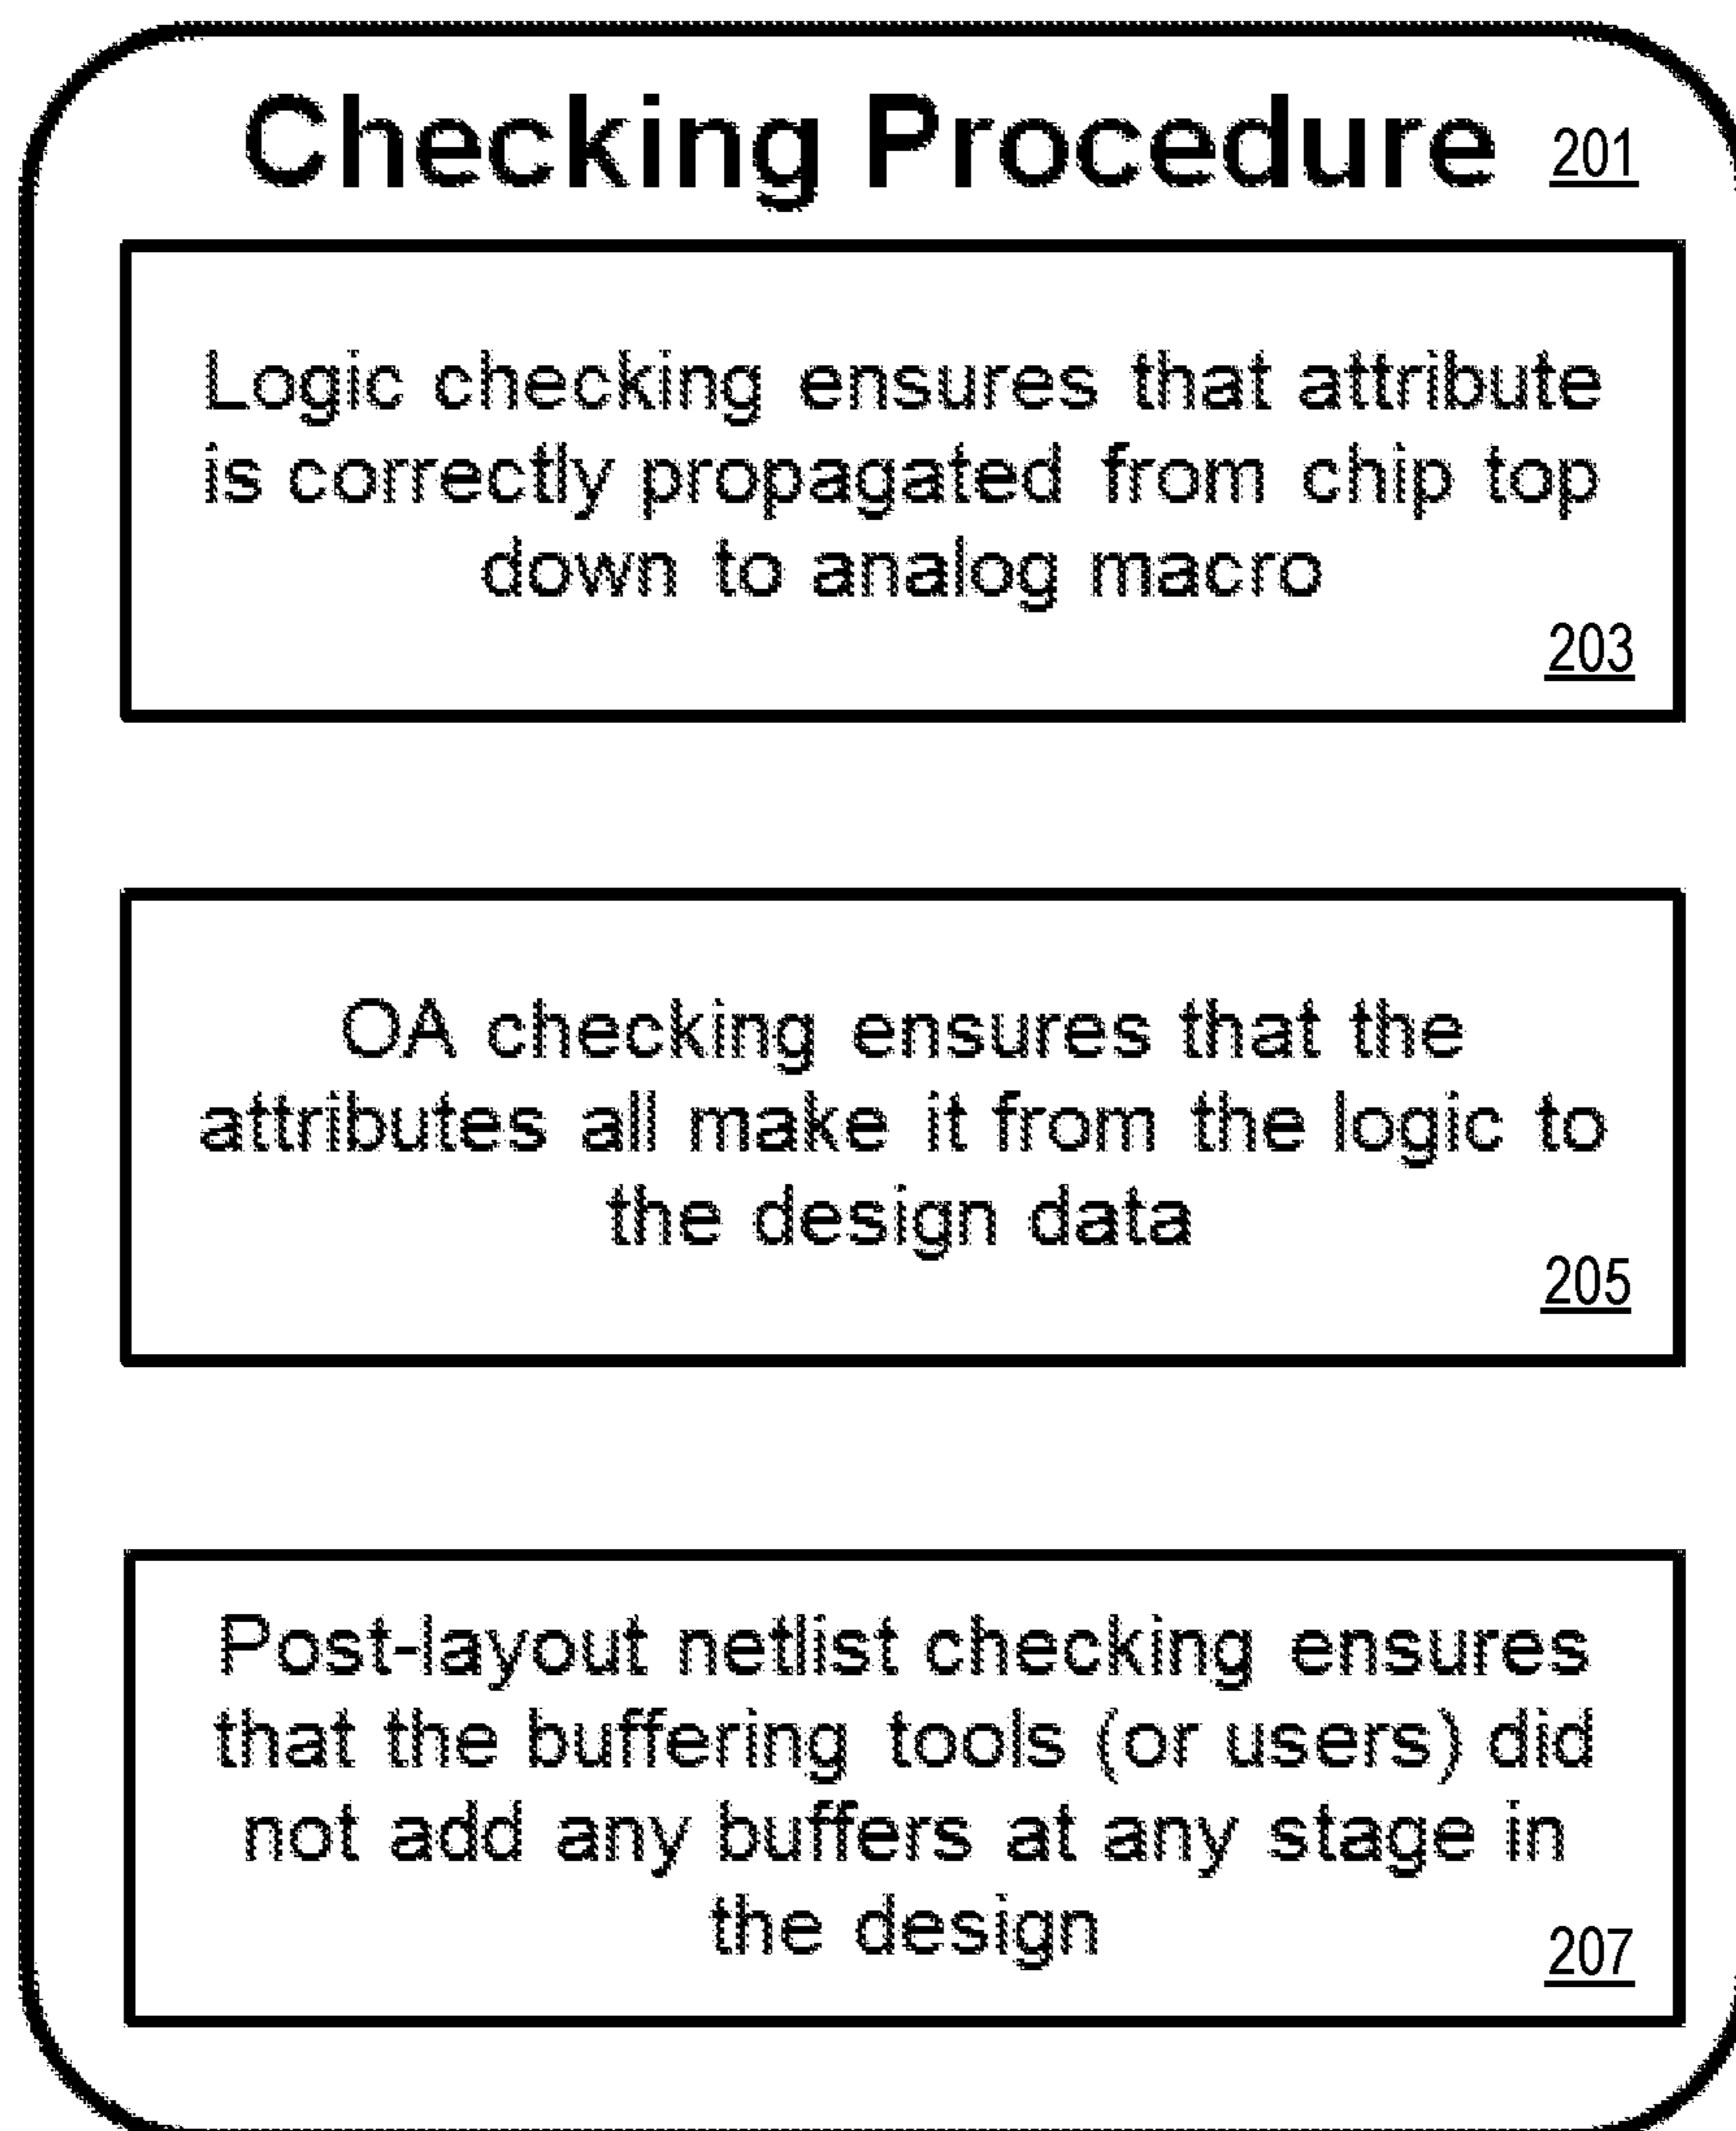 Checking Procedure 201
Logic checking ensures that attribute
is correctly propagated from chip top
down to analog macro
203
OA checking ensures that the
attributes all make it from the logic to
the design data
205
Post-layout netlist checking ensures
that the buffering tools (or users) did
not add any buffers at any stage in
the design
207